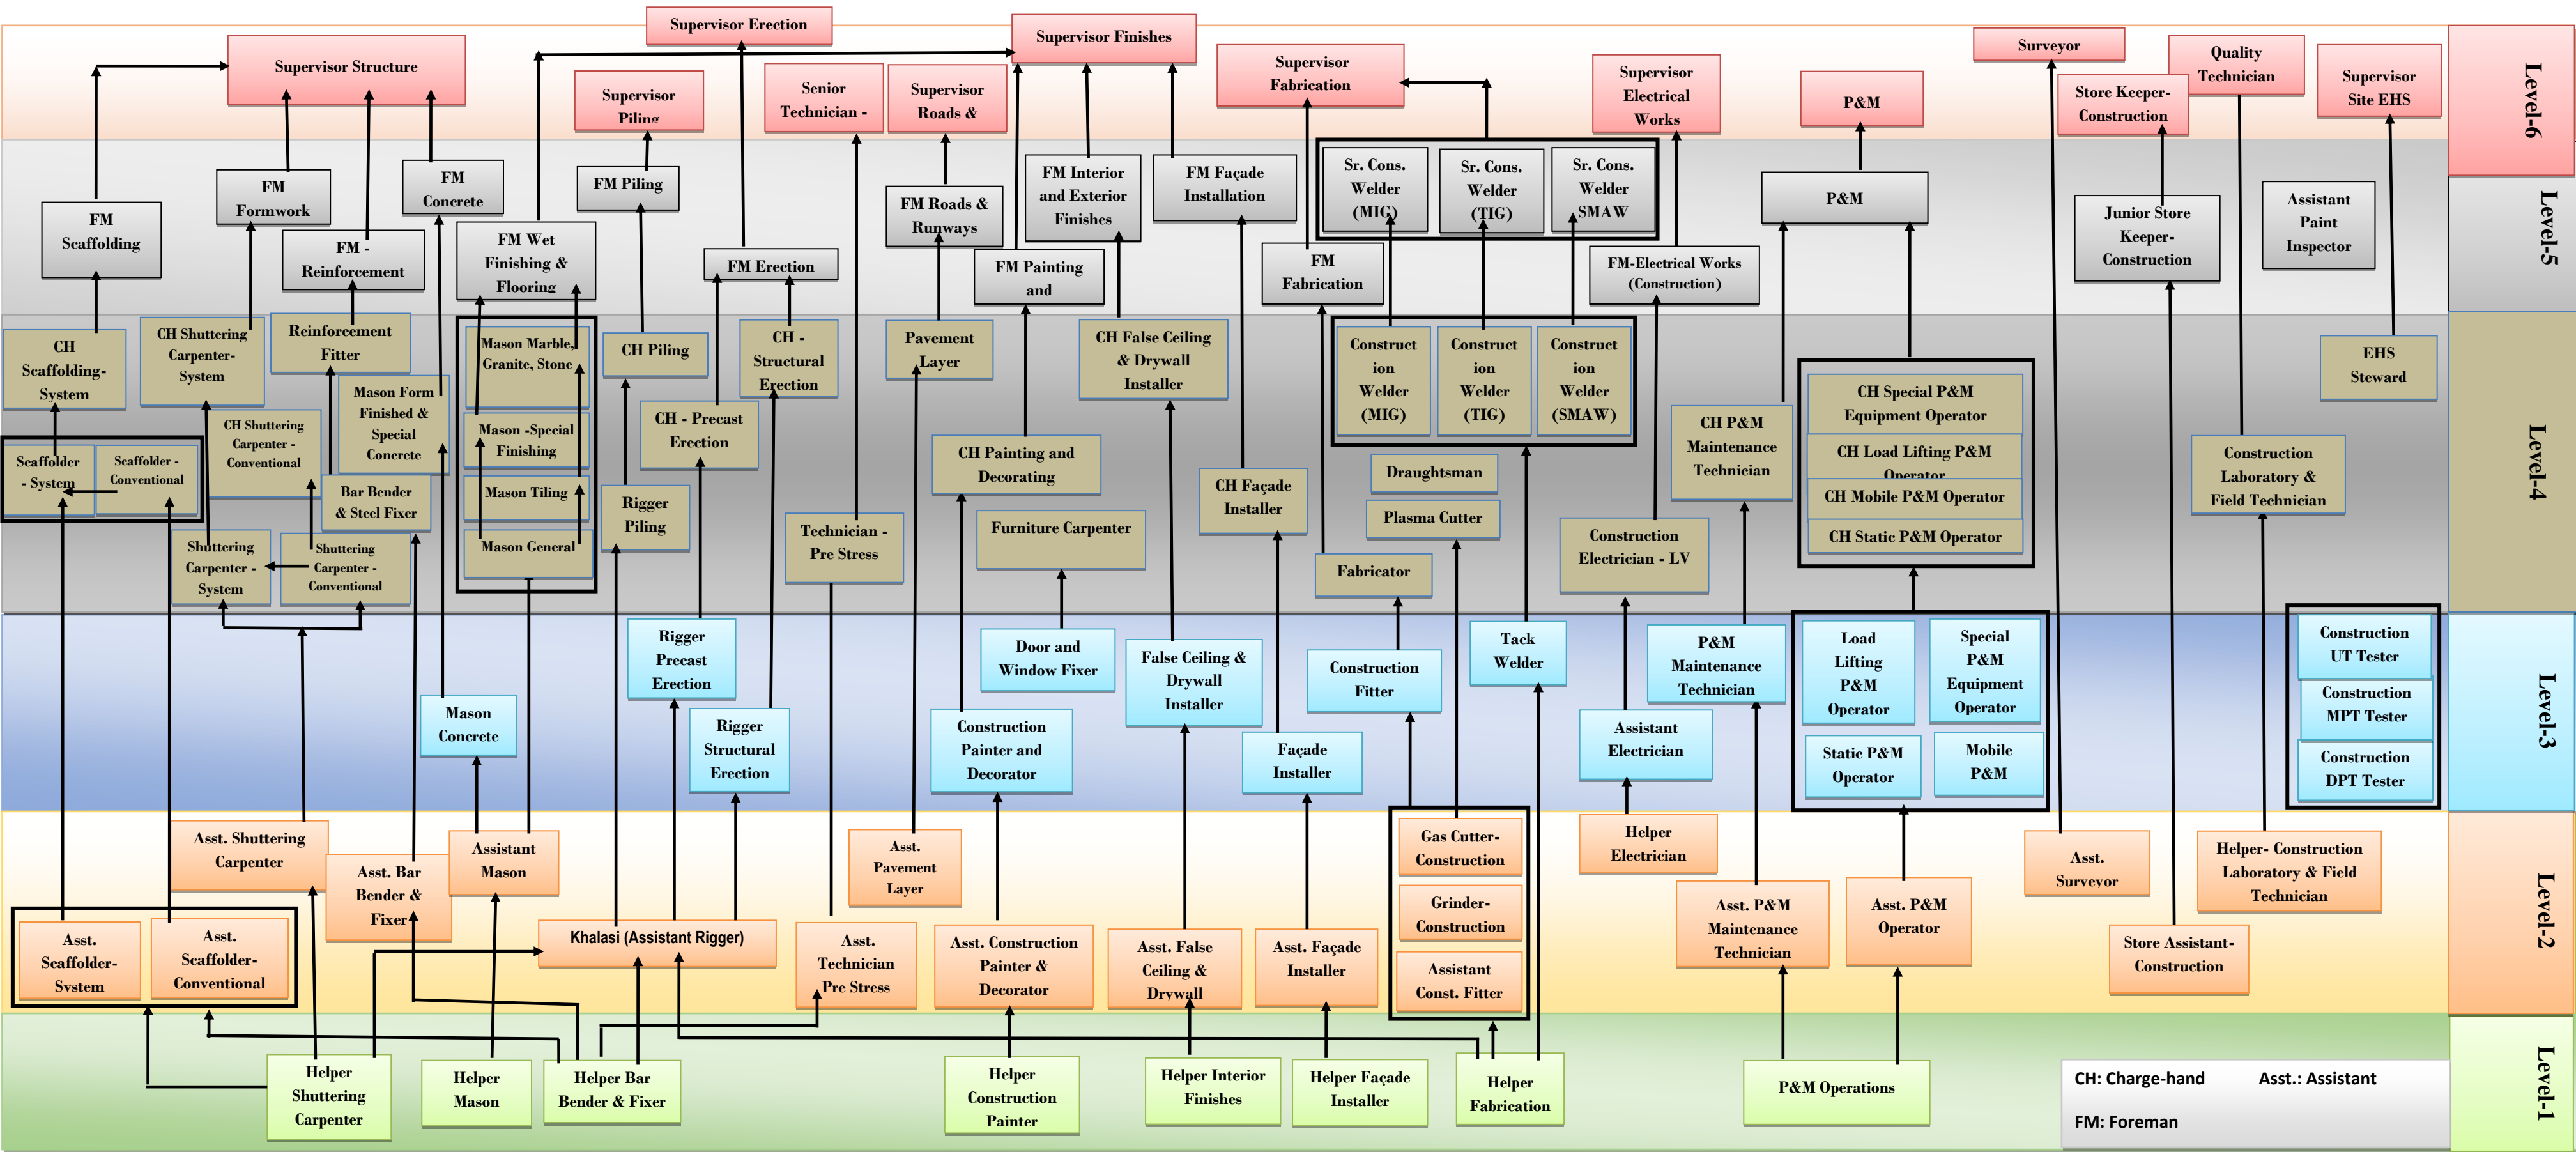 Supervisor Erection
Supervisor Finishes
Supervisor Structure
Supervisor
Piling
Senior
Technician -
Supervisor
Roads &
Supervisor
Fabrication
Supervisor
Electrical
Works
P&M
Surveyor
Store Keeper-
Construction
Quality
Technician
Supervisor
Site EHS
Level-6
FM
Scaffolding
FM
Formwork
FM -
Reinforcement
FM
Concrete
FM Wet
Finishing &
Flooring
FM Piling
FM Erection
FM Roads &
Runways
FM Painting
and
FM Interior
and Exterior
Finishes
FM Façade
Installation
FM
Fabrication
Sr. Cons.
Welder
(MIG)
Sr. Cons.
Welder
(TIG)
Sr. Cons.
Welder
SMAW
FM-Electrical Works
(Construction)
P&M
Junior Store
Keeper-
Construction
Assistant
Paint
Inspector
Level-5
CH
Scaffolding-
System
CH Shuttering
Carpenter-
System
Reinforcement
Fitter
Mason Form
Finished &
Special
Concrete
CH Shuttering
Carpenter -
Conventional
Scaffolder
- System
Scaffolder -
Conventional
Bar Bender
& Steel Fixer
Shuttering
Carpenter -
System
Shuttering
Carpenter -
Conventional
Mason Marble,
Granite, Stone
Mason -Special
Finishing
Mason Tiling
Mason General
CH Piling
Rigger
Piling
CH - Precast
Erection
CH -
Structural
Erection
Technician -
Pre Stress
Pavement
Layer
CH Painting and
Decorating
Furniture Carpenter
CH False Ceiling
& Drywall
Installer
CH Façade
Installer
Construct
ion
Welder
(MIG)
Construct
ion
Welder
(TIG)
Construct
ion
Welder
(SMAW)
Draughtsman
Plasma Cutter
Fabricator
Construction
Electrician - LV
CH P&M
Maintenance
Technician
CH Special P&M
Equipment Operator
CH Load Lifting P&M
Operator
CH Mobile P&M Operator
CH Static P&M Operator
Construction
Laboratory &
Field Technician
EHS
Steward
Level-4
Mason
Concrete
Rigger
Precast
Erection
Rigger
Structural
Erection
Construction
Painter and
Decorator
Door and
Window Fixer
False Ceiling &
Drywall
Installer
Façade
Installer
Construction
Fitter
Tack
Welder
Assistant
Electrician
P&M
Maintenance
Technician
Load
Lifting
P&M
Operator
Special
P&M
Equipment
Operator
Static P&M
Operator
Mobile
P&M
Construction
UT Tester
Construction
MPT Tester
Construction
DPT Tester
Level-3
Asst.
Scaffolder-
System
Asst.
Scaffolder-
Conventional
Asst. Shuttering
Carpenter
Asst. Bar
Bender &
Fixer
Assistant
Mason
Khalasi (Assistant Rigger)
Asst.
Technician
Pre Stress
Asst.
Pavement
Layer
Asst. Construction
Painter &
Decorator
Asst. False
Ceiling &
Drywall
Asst. Façade
Installer
Gas Cutter-
Construction
Grinder-
Construction
Assistant
Const. Fitter
Helper
Electrician
Asst. P&M
Maintenance
Technician
Asst. P&M
Operator
Asst.
Surveyor
Store Assistant-
Construction
Helper- Construction
Laboratory & Field
Technician
Level-2
Helper
Shuttering
Carpenter
Helper
Mason
Helper Bar
Bender & Fixer
Helper
Construction
Painter
Helper Interior
Finishes
Helper Façade
Installer
Helper
Fabrication
P&M Operations
CH: Charge-hand Asst.: Assistant
FM: Foreman
Level-1